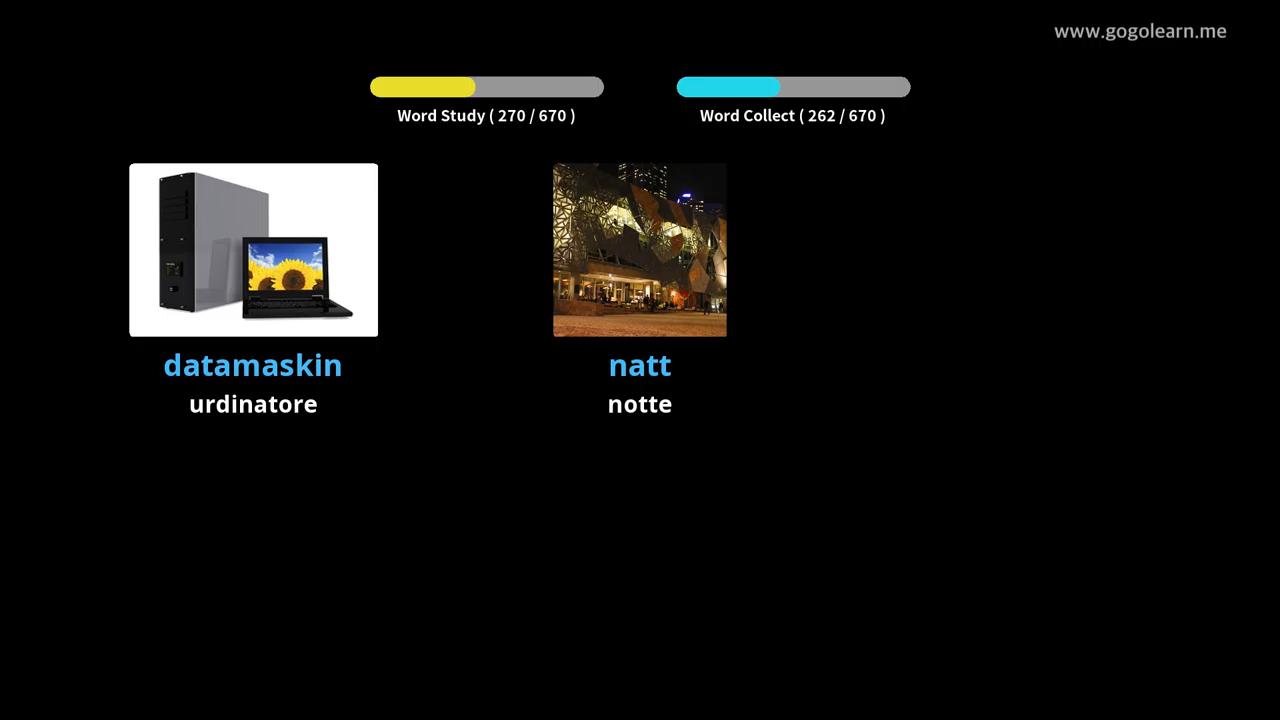 www.gogolearn.me
Word Study ( 270 / 670 )
Word Collect ( 262 / 670 )
datamaskin
urdinatore
natt
notte